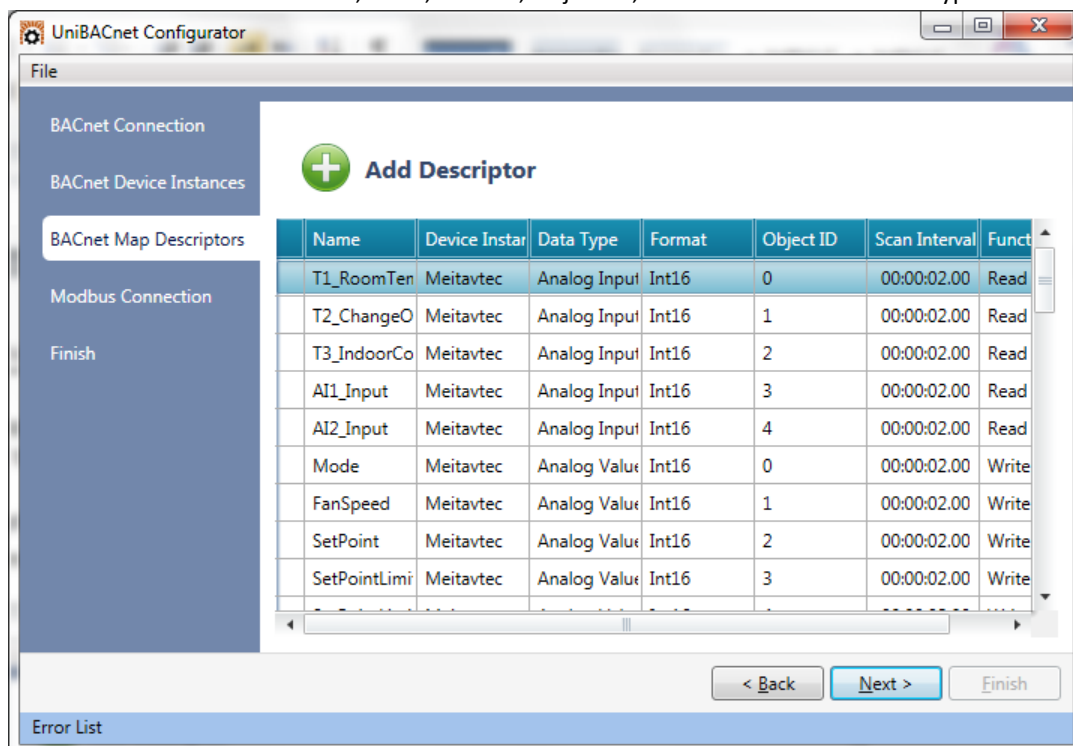 UniBACnet Configurator
File
BACnet Connection
BACnet Device Instances
BACnet Map Descriptors
Modbus Connection
Finish
Add Descriptor
Name Device Instan Data Type Format Object ID Scan Interval Funct
T1_RoomTem Meitavtec Analog Input Int16 0 00:00:02.00 Read
T2_ChangeO Meitavtec Analog Input Int16 1 00:00:02.00 Read
T3_IndoorCo Meitavtec Analog Input Int16 2 00:00:02.00 Read
AI1_Input Meitavtec Analog Input Int16 3 00:00:02.00 Read
AI2_Input Meitavtec Analog Input Int16 4 00:00:02.00 Read
Mode Meitavtec Analog Value Int16 0 00:00:02.00 Write
FanSpeed Meitavtec Analog Value Int16 1 00:00:02.00 Write
SetPoint Meitavtec Analog Value Int16 2 00:00:02.00 Write
SetPointLimi Meitavtec Analog Value Int16 3 00:00:02.00 Write
< Back Next > Finish
Error List